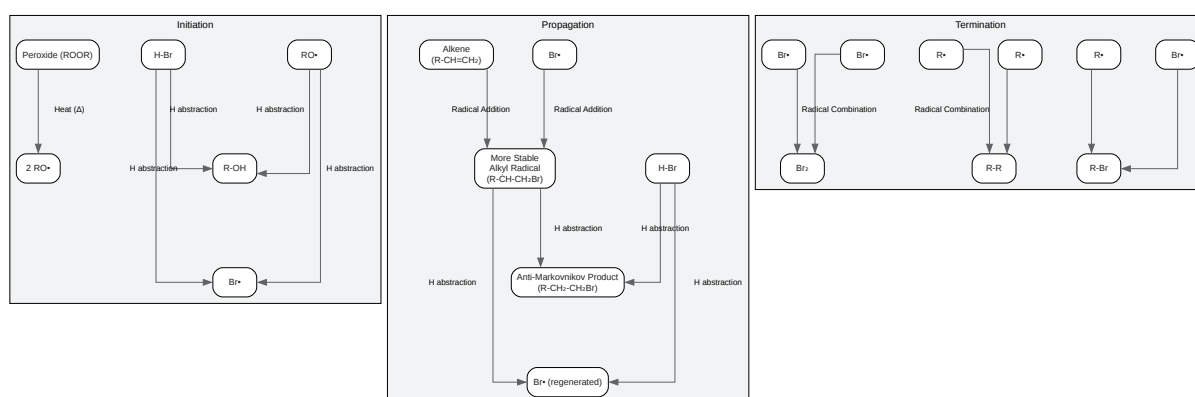 Initiation
Peroxide (ROOR)
H-Br
RO•
Heat (Δ)
H abstraction
H abstraction
2 RO•
H abstraction
R-OH
H abstraction
Br•
Propagation
Alkene
(R-CH=CH₂)
Br•
Radical Addition
Radical Addition
More Stable
Alkyl Radical
(R-ĊH-CH₂Br)
H-Br
H abstraction
H abstraction
Anti-Markovnikov Product
(R-CH₂-CH₂Br)
H abstraction
H abstraction
Br• (regenerated)
Termination
Br•
Br•
R•
R•
R•
Br•
Radical Combination
Radical Combination
Br₂
R-R
R-Br